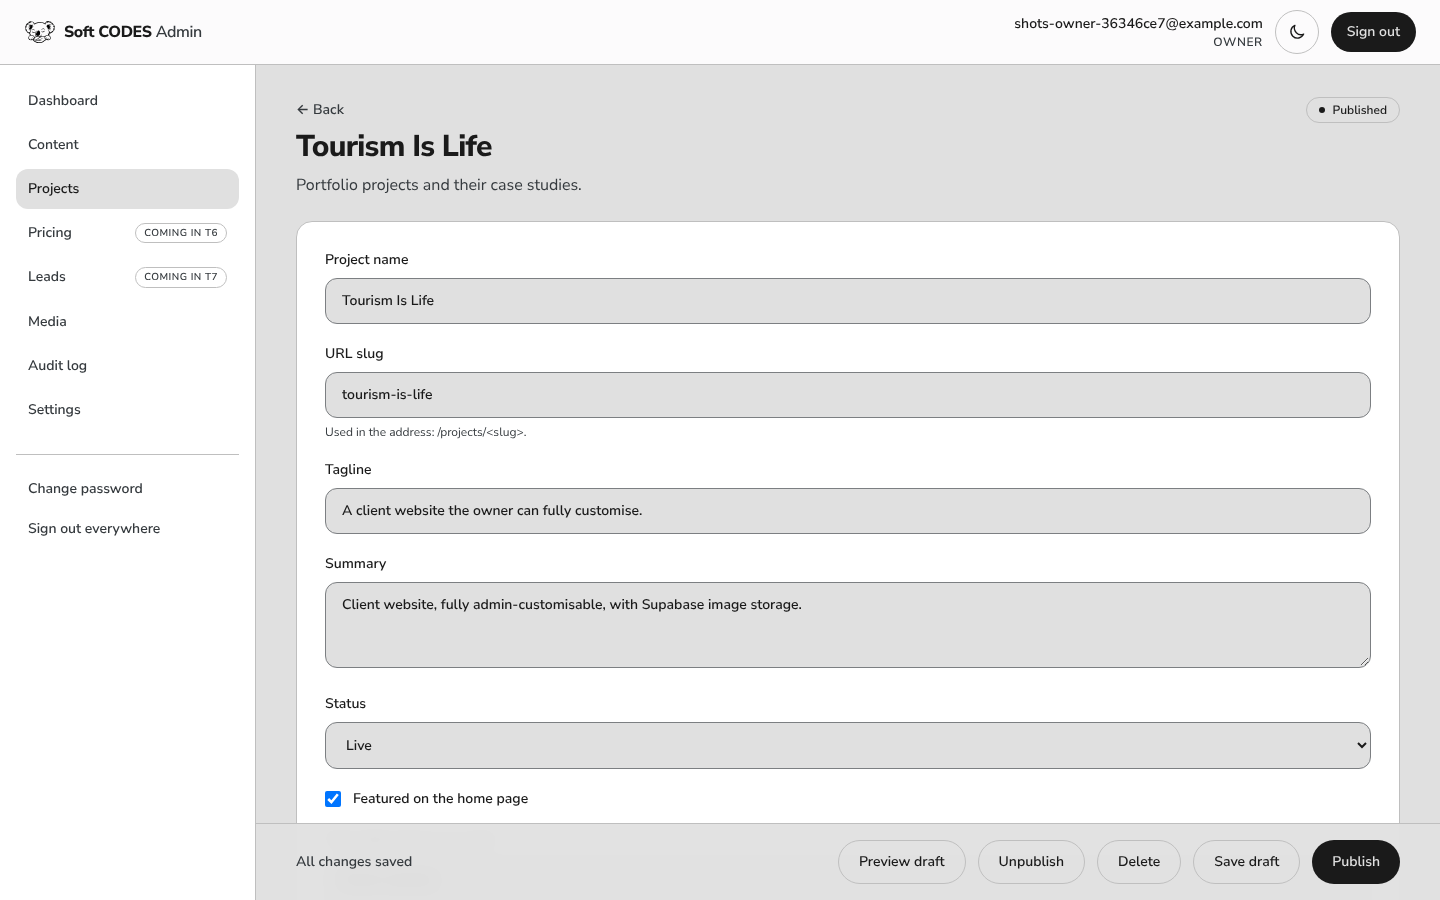 Soft CODES Admin
shots-owner-36346ce7@example.com
OWNER
Sign out
Dashboard
Content
Projects
Pricing
COMING IN T6
Leads
COMING IN T7
Media
Audit log
Settings
Change password
Sign out everywhere
← Back
Published
Tourism Is Life
Portfolio projects and their case studies.
Project name
Tourism Is Life
URL slug
tourism-is-life
Used in the address: /projects/<slug>.
Tagline
A client website the owner can fully customise.
Summary
Client website, fully admin-customisable, with Supabase image storage.
Status
Live
Featured on the home page
All changes saved
Preview draft
Unpublish
Delete
Save draft
Publish